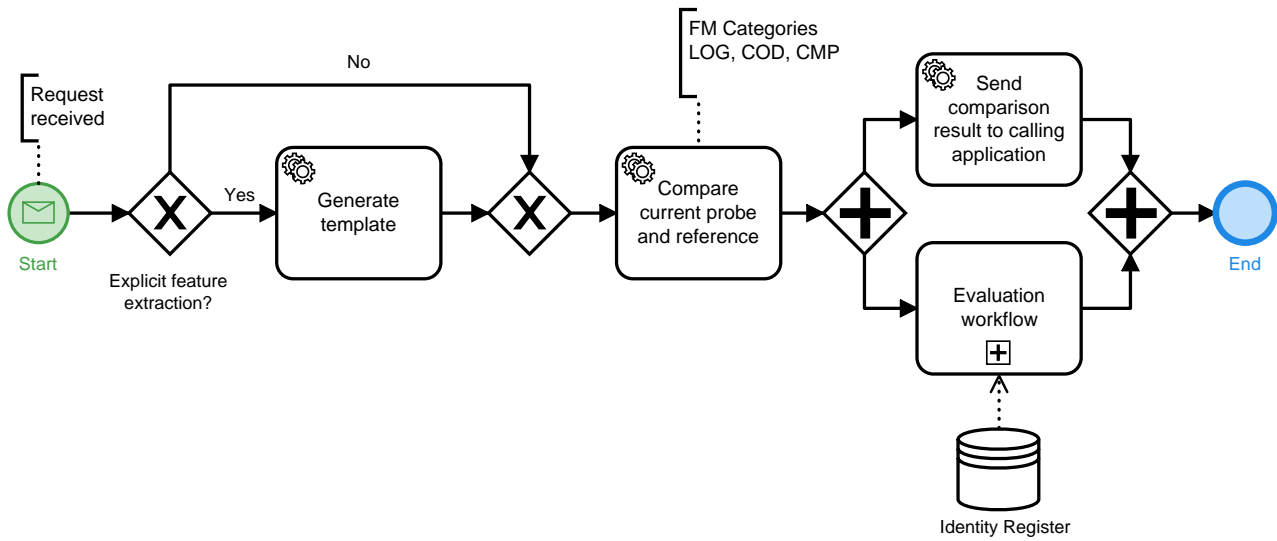 FM Categories
LOG, COD, CMP
No
Request
received
Send
comparison
result to calling
application
Yes
Generate
template
X
X
Compare
current probe
and reference
Start
Explicit feature
extraction?
End
Evaluation
workflow
Identity Register